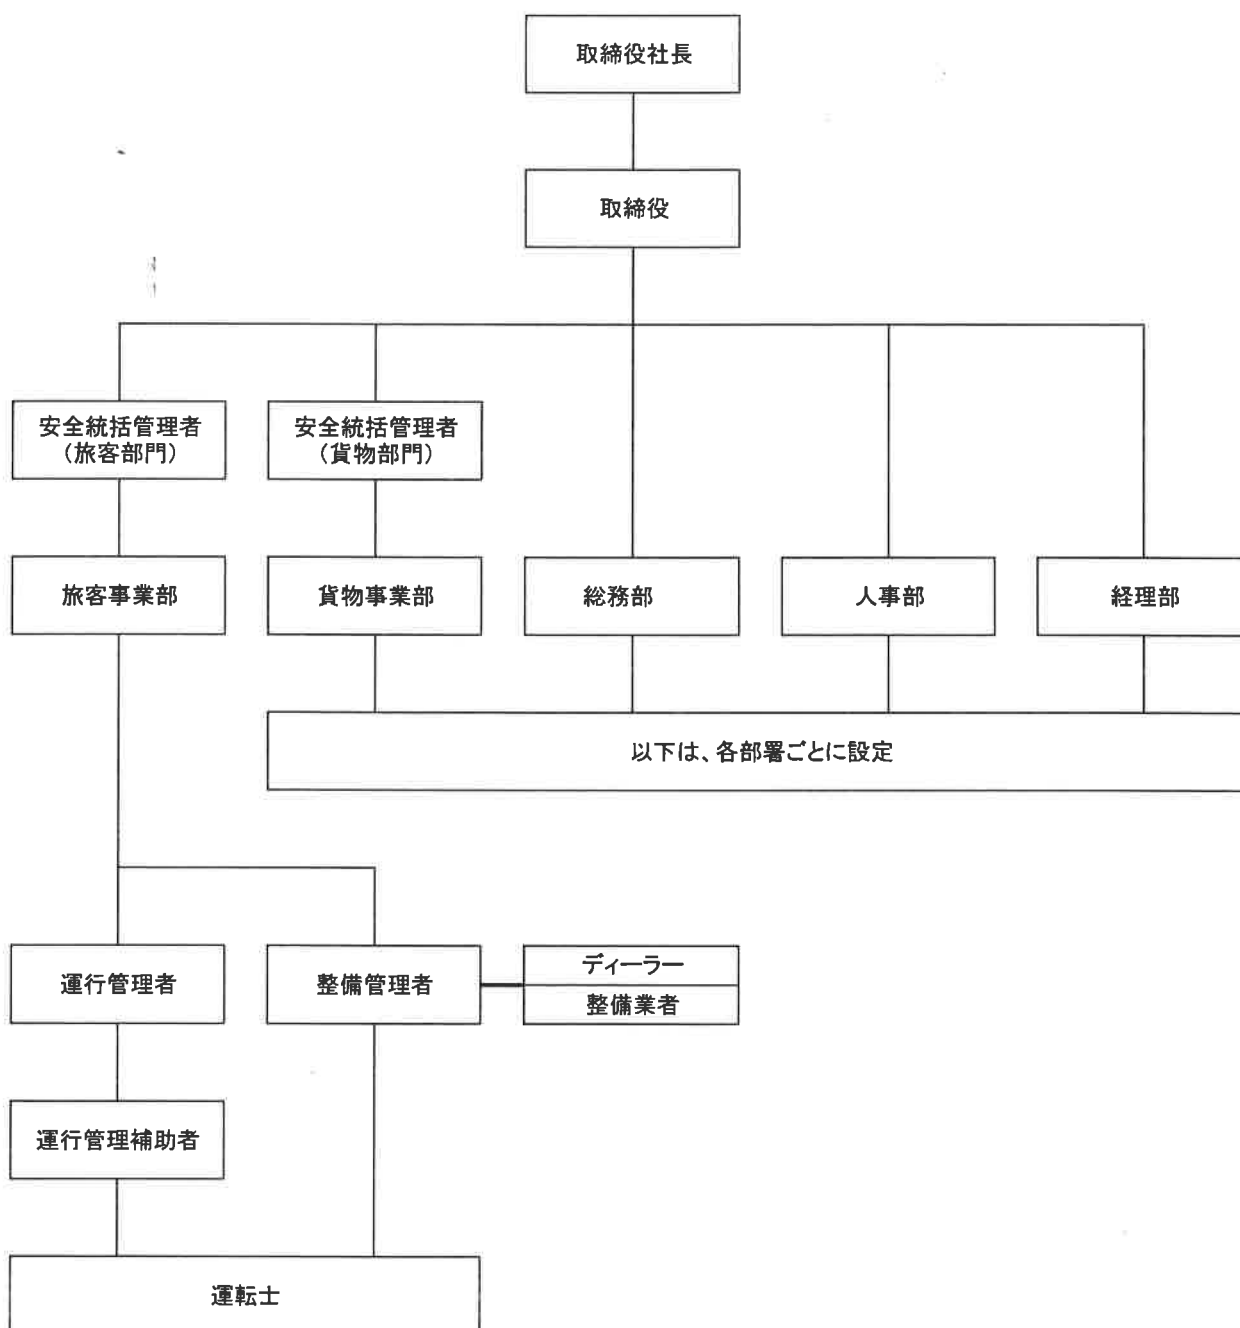 取締役社長
取締役
安全統括管理者
（旅客部門）
安全統括管理者
（貨物部門）
旅客事業部
貨物事業部
総務部
人事部
経理部
以下は、各部署ごとに設定
運行管理者
整備管理者
ディーラー
整備業者
運行管理補助者
運転士